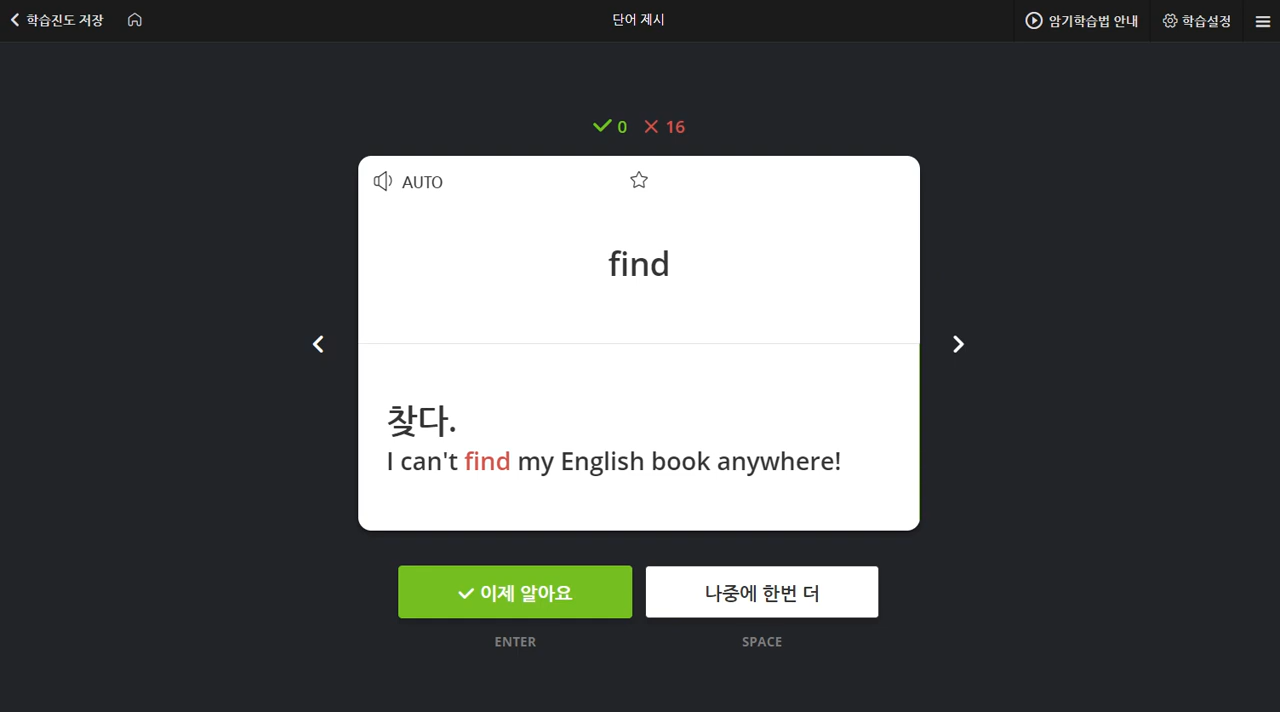 학습진도 저장
단어 제시
암기학습법 안내
학습설정
0
16
AUTO
find
찾다.
I can't find my English book anywhere!
이제 알아요
나중에 한번 더
ENTER
SPACE